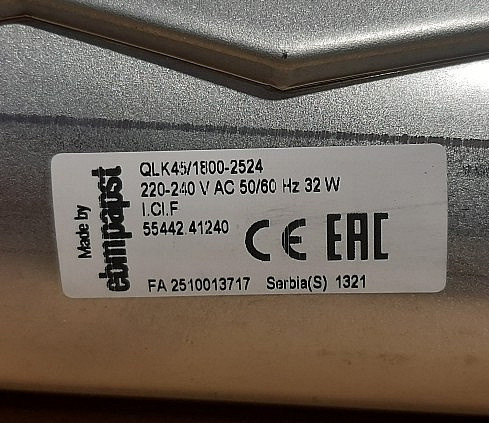 Made by
ebmpapst
QLK45/1800-2524
220-240 V AC 50/60 Hz 32 W
I.Cl.F
55442.41240
CE EAC
FA 2510013717 Serbia(S) 1321